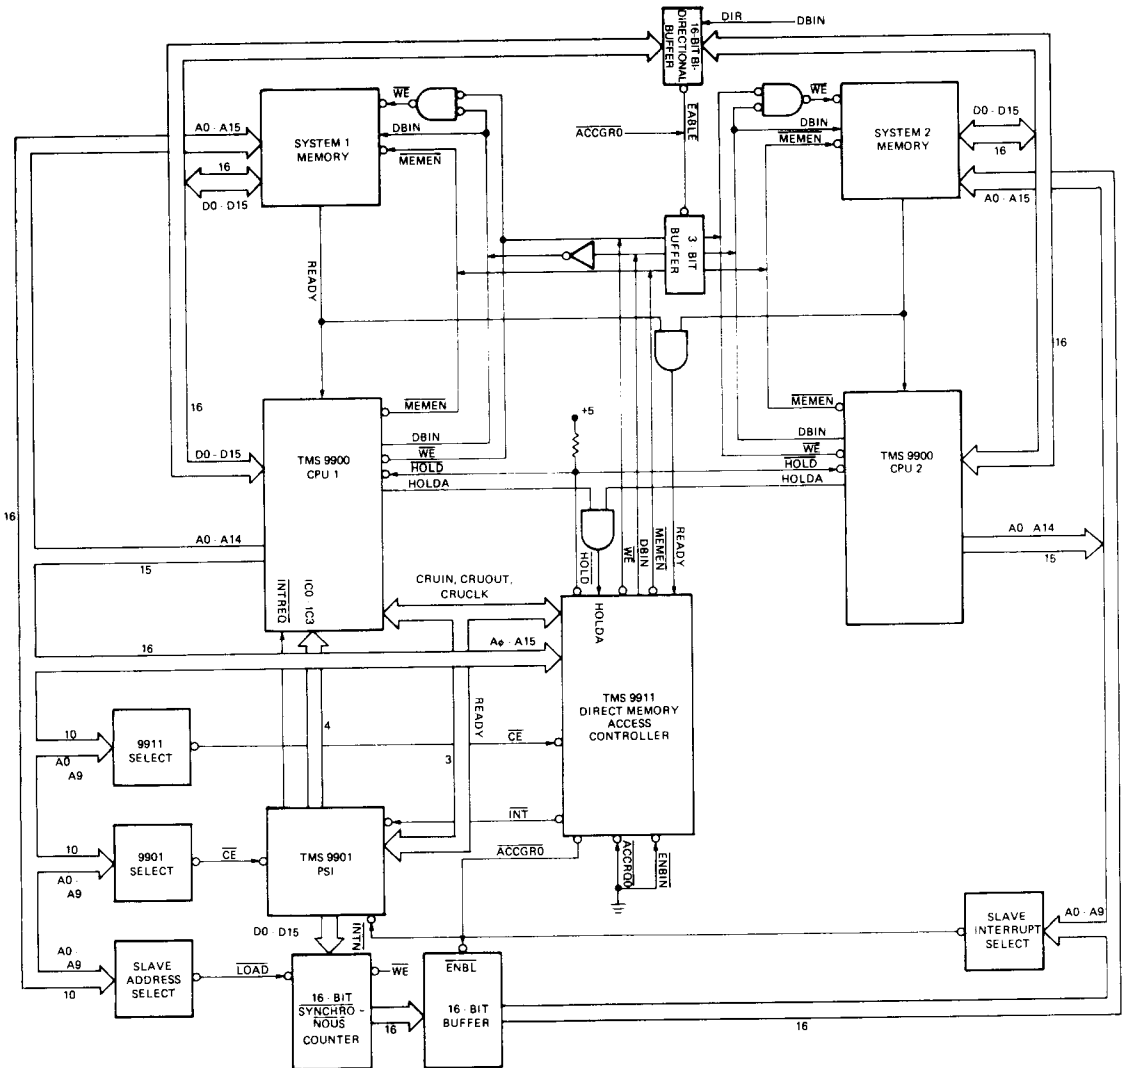 DIR
DBIN
16-BIT BI-
DIRECTIONAL
BUFFER
WE
WE
A0 - A15
SYSTEM 1
MEMORY
DBIN
MEMEN
EABLE
ACCGR0
DBIN
MEMEN
SYSTEM 2
MEMORY
D0 - D15
16
16
D0 - D15
A0 - A15
3 - BIT
BUFFER
READY
16
16
+5
MEMEN
MEMEN
DBIN
DBIN
WE
WE
HOLD
HOLD
HOLDA
HOLDA
D0 - D15
TMS 9900
CPU 1
TMS 9900
CPU 2
16
A0 - A14
15
A0 - A14
15
INTREQ
IC0 - IC3
HOLD
WE
DBIN
MEMEN
READY
CRUIN, CRUOUT,
CRUCLK
HOLDA
16
Aφ - A15
READY
TMS 9911
DIRECT MEMORY
ACCESS
CONTROLLER
4
3
10
A0
A9
9911
SELECT
CE
INT
10
A0 -
A9
9901
SELECT
CE
TMS 9901
PSI
ACCGR0
ACCRQ0
ENBIN
D0 - D15
INTN
SLAVE
INTERRUPT
SELECT
A0 - A9
A0 -
A9
10
SLAVE
ADDRESS
SELECT
LOAD
WE
16 - BIT
SYNCHRO -
NOUS
COUNTER
16
ENBL
16 - BIT
BUFFER
16